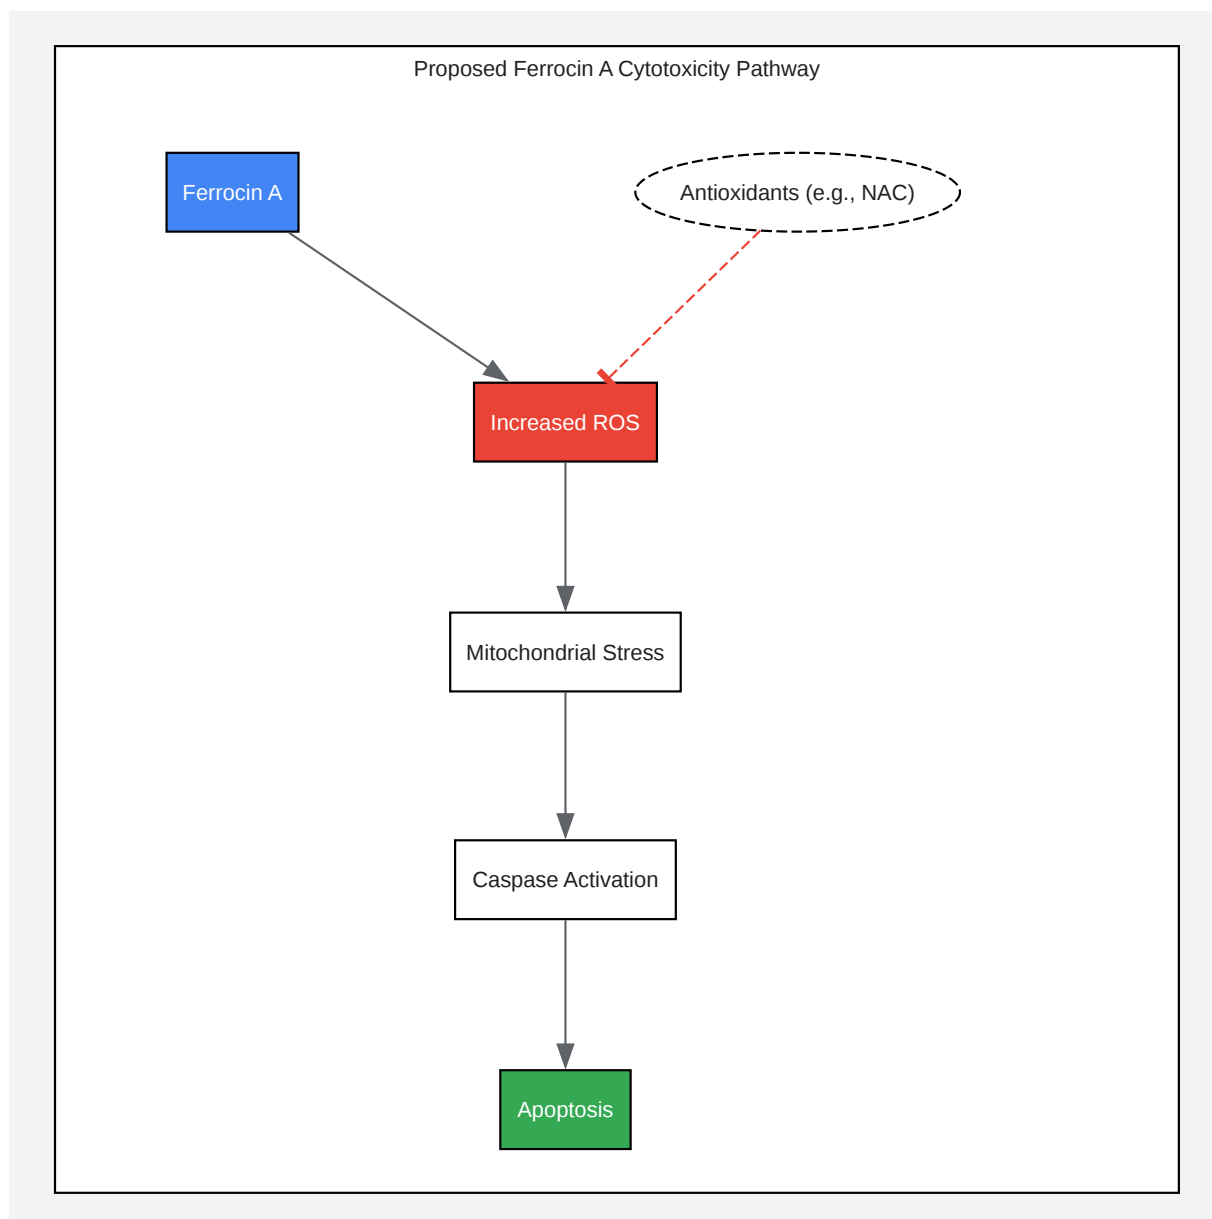 Proposed Ferrocin A Cytotoxicity Pathway
Ferrocin A
Antioxidants (e.g., NAC)
Increased ROS
Mitochondrial Stress
Caspase Activation
Apoptosis